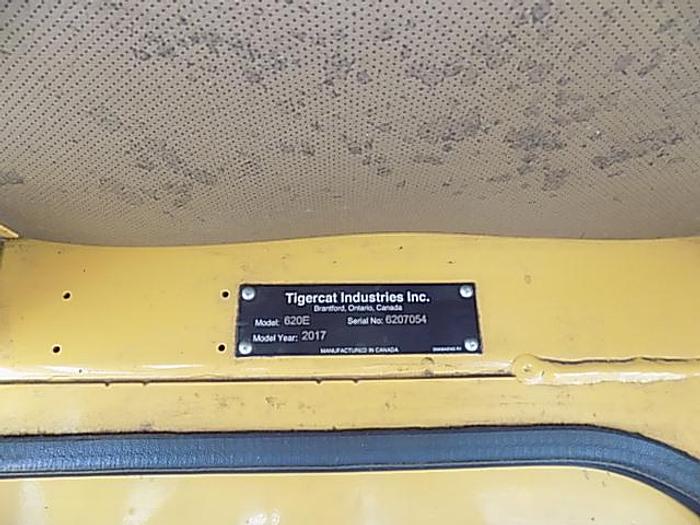 Tigercat Industries Inc.
Brantford, Ontario, Canada
Model: 620E Serial No: 6207054
Model Year: 2017
MANUFACTURED IN CANADA